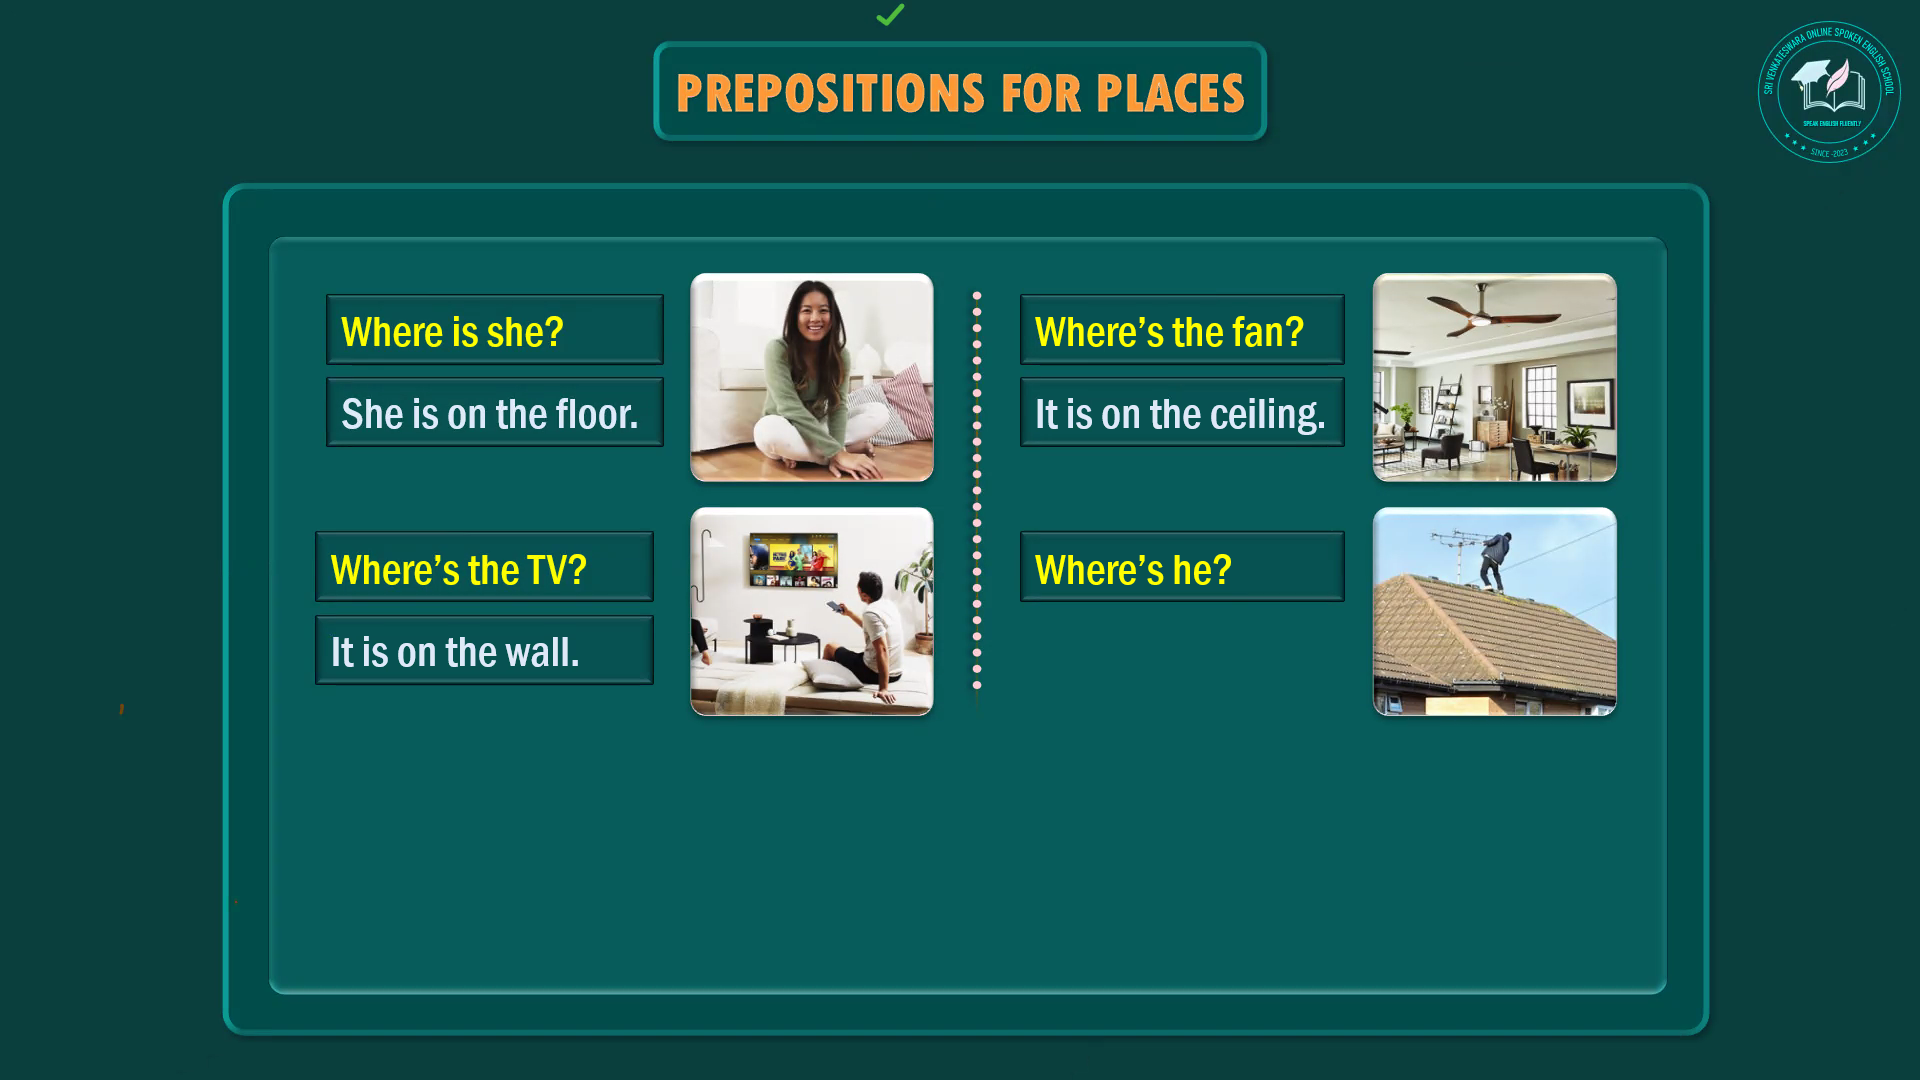 PREPOSITIONS FOR PLACES
SRI VENKATESWARA ONLINE SPOKEN ENGLISH SCHOOL
SPEAK ENGLISH FLUENTLY
SINCE -2023
Where is she?
She is on the floor.
Where's the TV?
It is on the wall.
Where's the fan?
It is on the ceiling.
Where's he?